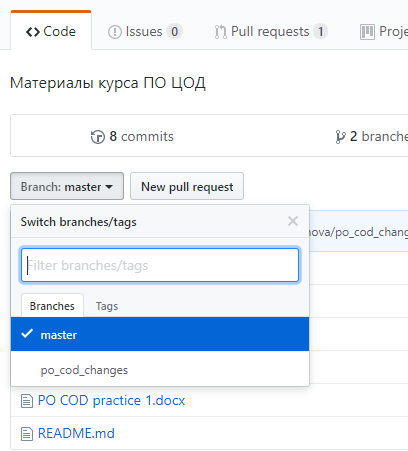 Code Issues 0 Pull requests 1 Proje
Материалы курса ПО ЦОД
8 commits 2 branche
Branch: master New pull request
Switch branches/tags
nova/po_cod_chang
Filter branches/tags
Branches Tags
master
po_cod_changes
PO COD practice 1.docx
README.md